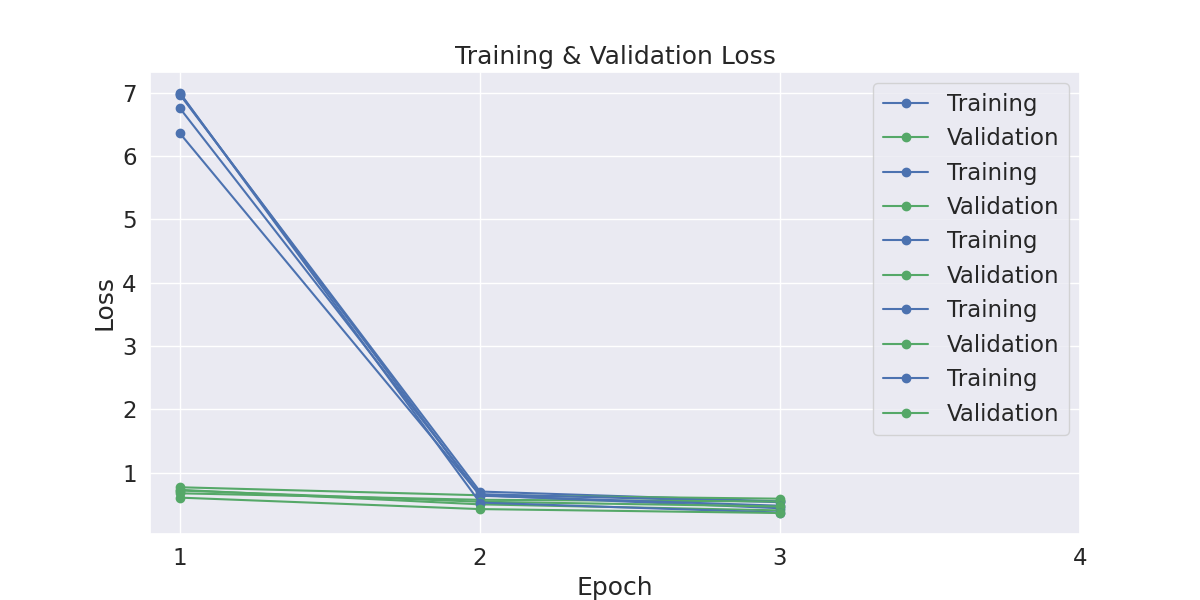 Training & Validation Loss
7
6
5
4
3
2
1
Loss
1 2 3 4
Epoch
Training
Validation
Training
Validation
Training
Validation
Training
Validation
Training
Validation